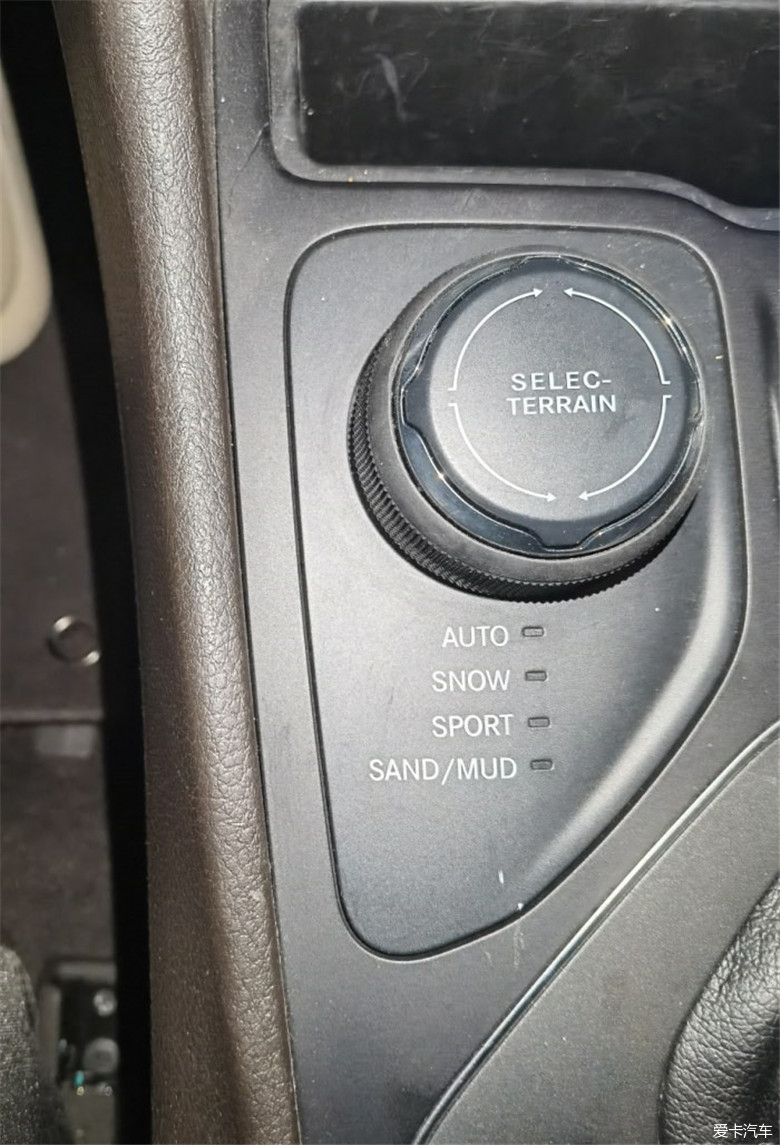 SELEC-
TERRAIN
AUTO
SNOW
SPORT
SAND/MUD
爱卡汽车